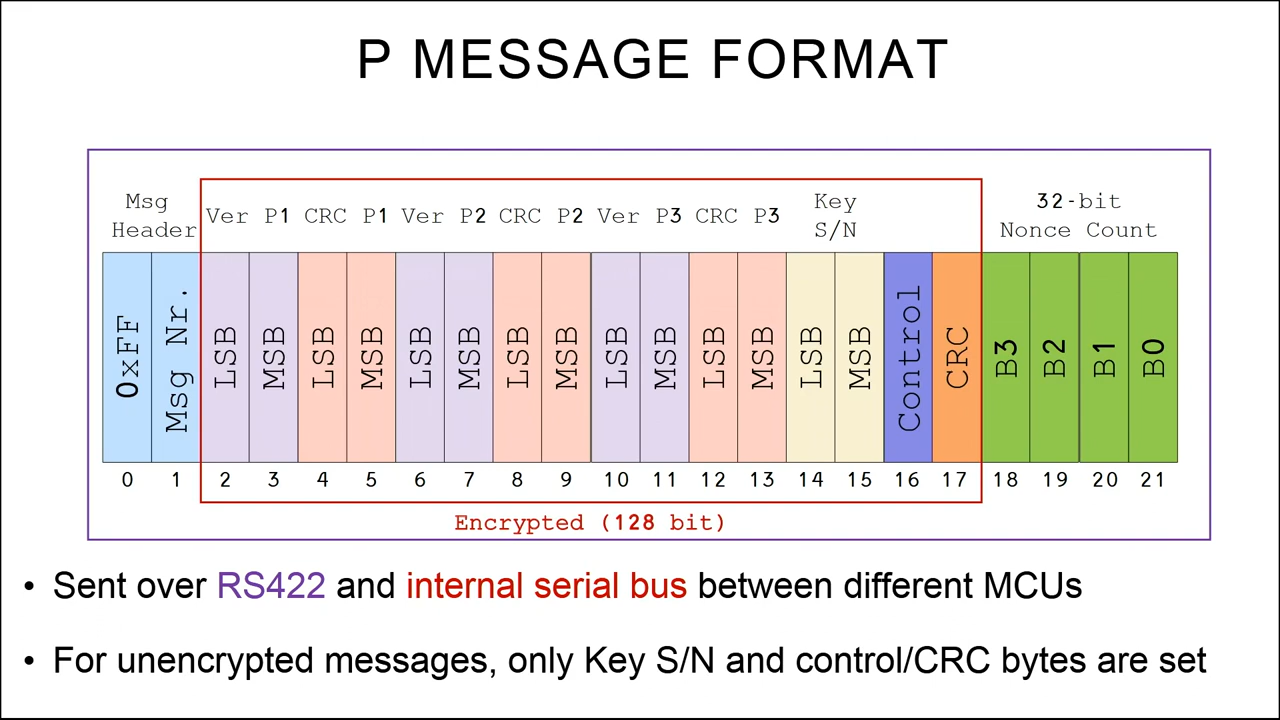 P MESSAGE FORMAT
Msg Header
Ver P1 CRC P1 Ver P2 CRC P2 Ver P3 CRC P3
Key S/N
32-bit Nonce Count
0xFF Msg Nr. LSB MSB LSB MSB LSB MSB LSB MSB LSB MSB LSB MSB LSB MSB Control CRC B3 B2 B1 B0
0 1 2 3 4 5 6 7 8 9 10 11 12 13 14 15 16 17 18 19 20 21
Encrypted (128 bit)
• Sent over RS422 and internal serial bus between different MCUs
• For unencrypted messages, only Key S/N and control/CRC bytes are set